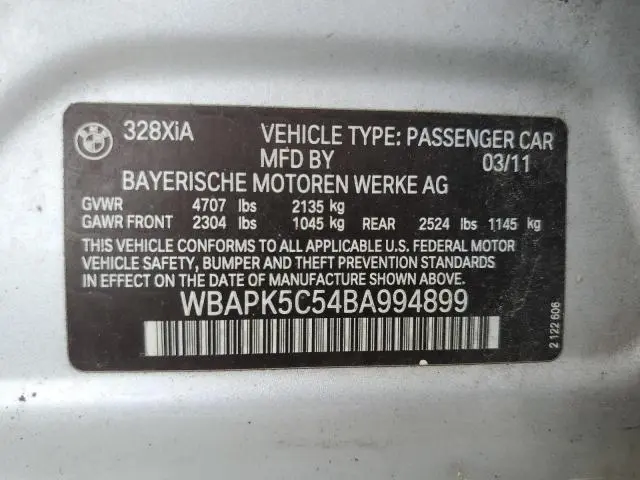 BMW
328XiA VEHICLE TYPE: PASSENGER CAR
MFD BY 03/11
BAYERISCHE MOTOREN WERKE AG
GVWR 4707 lbs 2135 kg
GAWR FRONT 2304 lbs 1045 kg REAR 2524 lbs 1145 kg
THIS VEHICLE CONFORMS TO ALL APPLICABLE U.S. FEDERAL MOTOR
VEHICLE SAFETY, BUMPER AND THEFT PREVENTION STANDARDS
IN EFFECT ON THE DATE OF MANUFACTURE SHOWN ABOVE.
WBAPK5C54BA994899
2 122 606